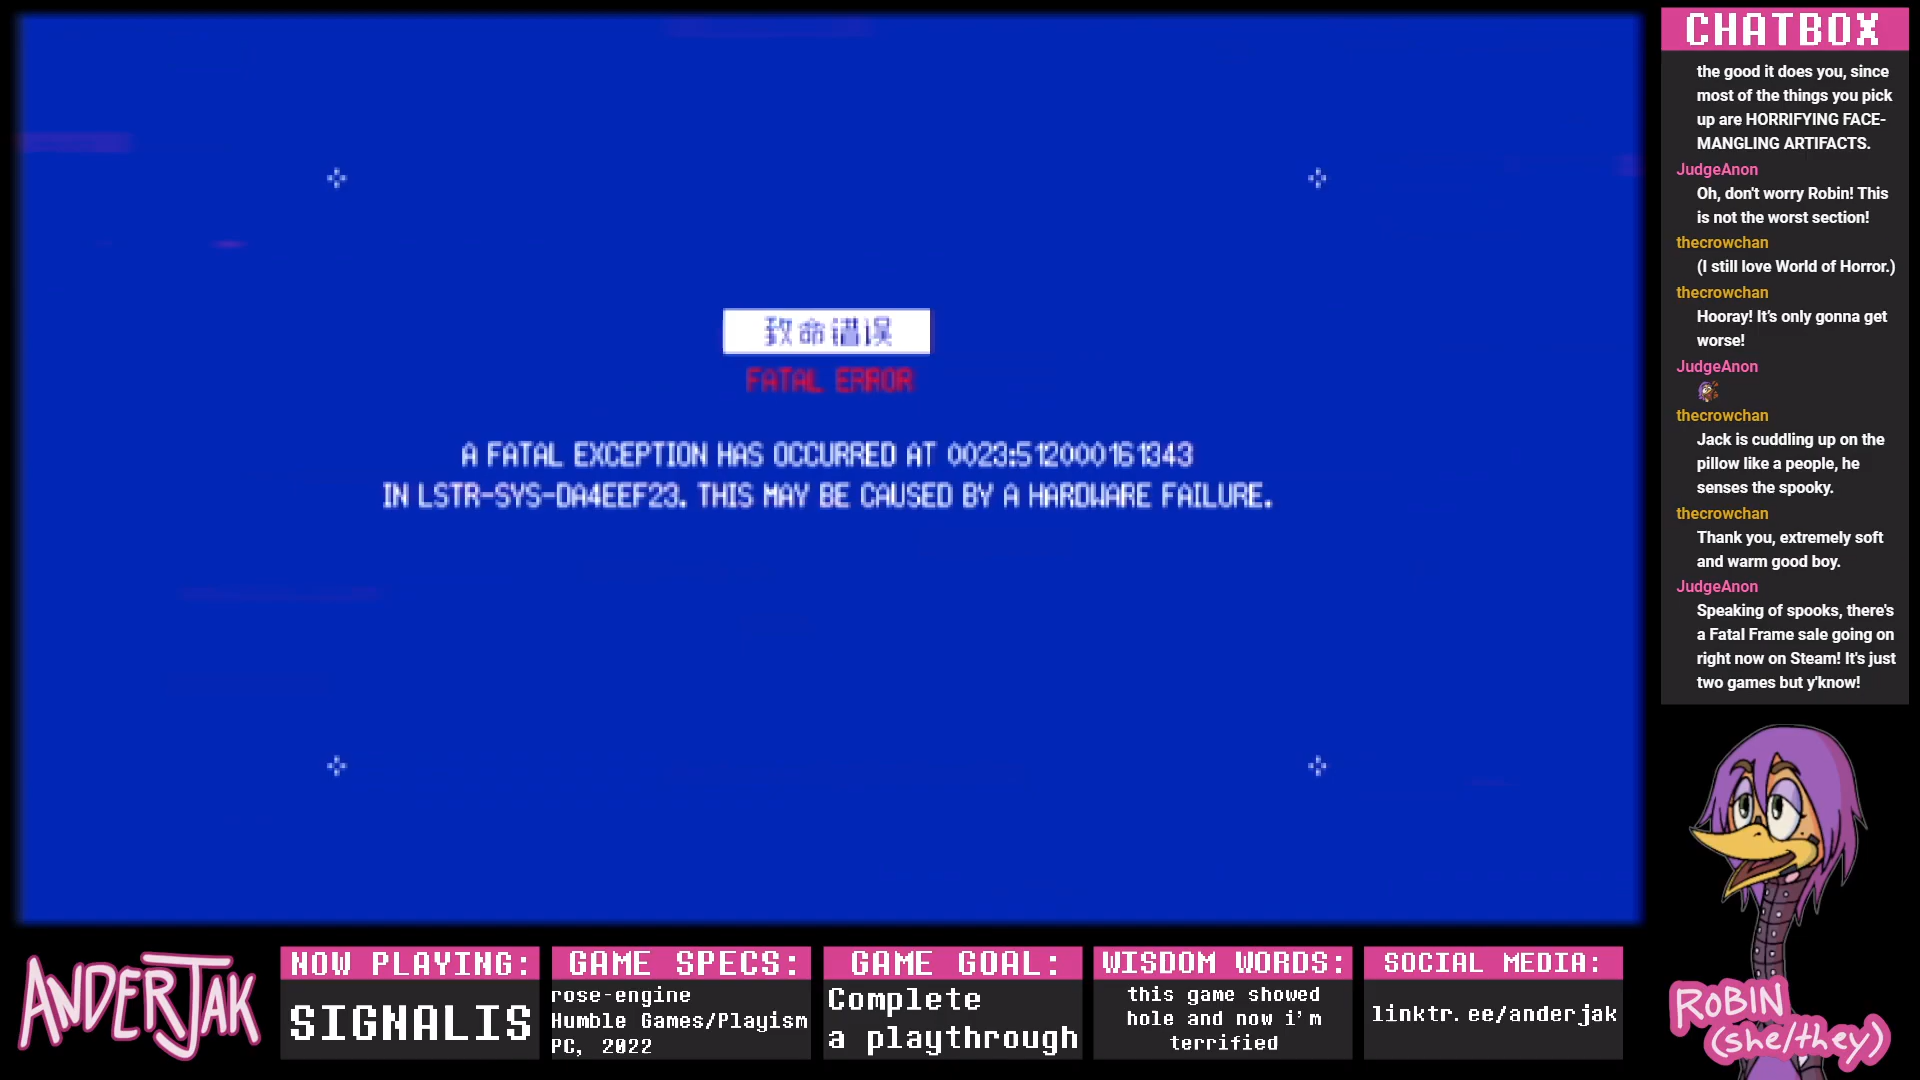 致命错误
FATAL ERROR
A FATAL EXCEPTION HAS OCCURRED AT 0023:512000161343
IN LSTR-SYS-DA4EEF23. THIS MAY BE CAUSED BY A HARDWARE FAILURE.
CHATBOX
the good it does you, since
most of the things you pick
up are HORRIFYING FACE-
MANGLING ARTIFACTS.
JudgeAnon
Oh, don't worry Robin! This
is not the worst section!
thecrowchan
(I still love World of Horror.)
thecrowchan
Hooray! It's only gonna get
worse!
JudgeAnon
thecrowchan
Jack is cuddling up on the
pillow like a people, he
senses the spooky.
thecrowchan
Thank you, extremely soft
and warm good boy.
JudgeAnon
Speaking of spooks, there's
a Fatal Frame sale going on
right now on Steam! It's just
two games but y'know!
ANDERJAK
NOW PLAYING:
SIGNALIS
GAME SPECS:
rose-engine
Humble Games/Playism
PC, 2022
GAME GOAL:
Complete
a playthrough
WISDOM WORDS:
this game showed
hole and now i'm
terrified
SOCIAL MEDIA:
linktr.ee/anderjak
ROBIN
(she/they)